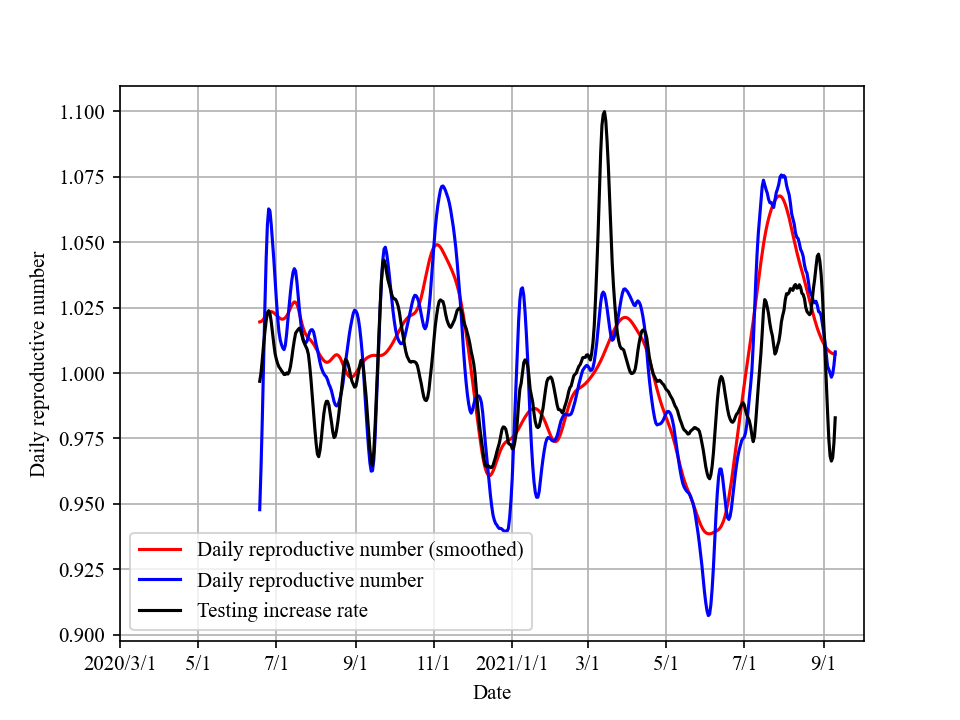 1.100
1.075
1.050
1.025
1.000
0.975
0.950
0.925
0.900
Daily reproductive number
Daily reproductive number (smoothed)
Daily reproductive number
Testing increase rate
2020/3/1 5/1 7/1 9/1 11/1 2021/1/1 3/1 5/1 7/1 9/1
Date